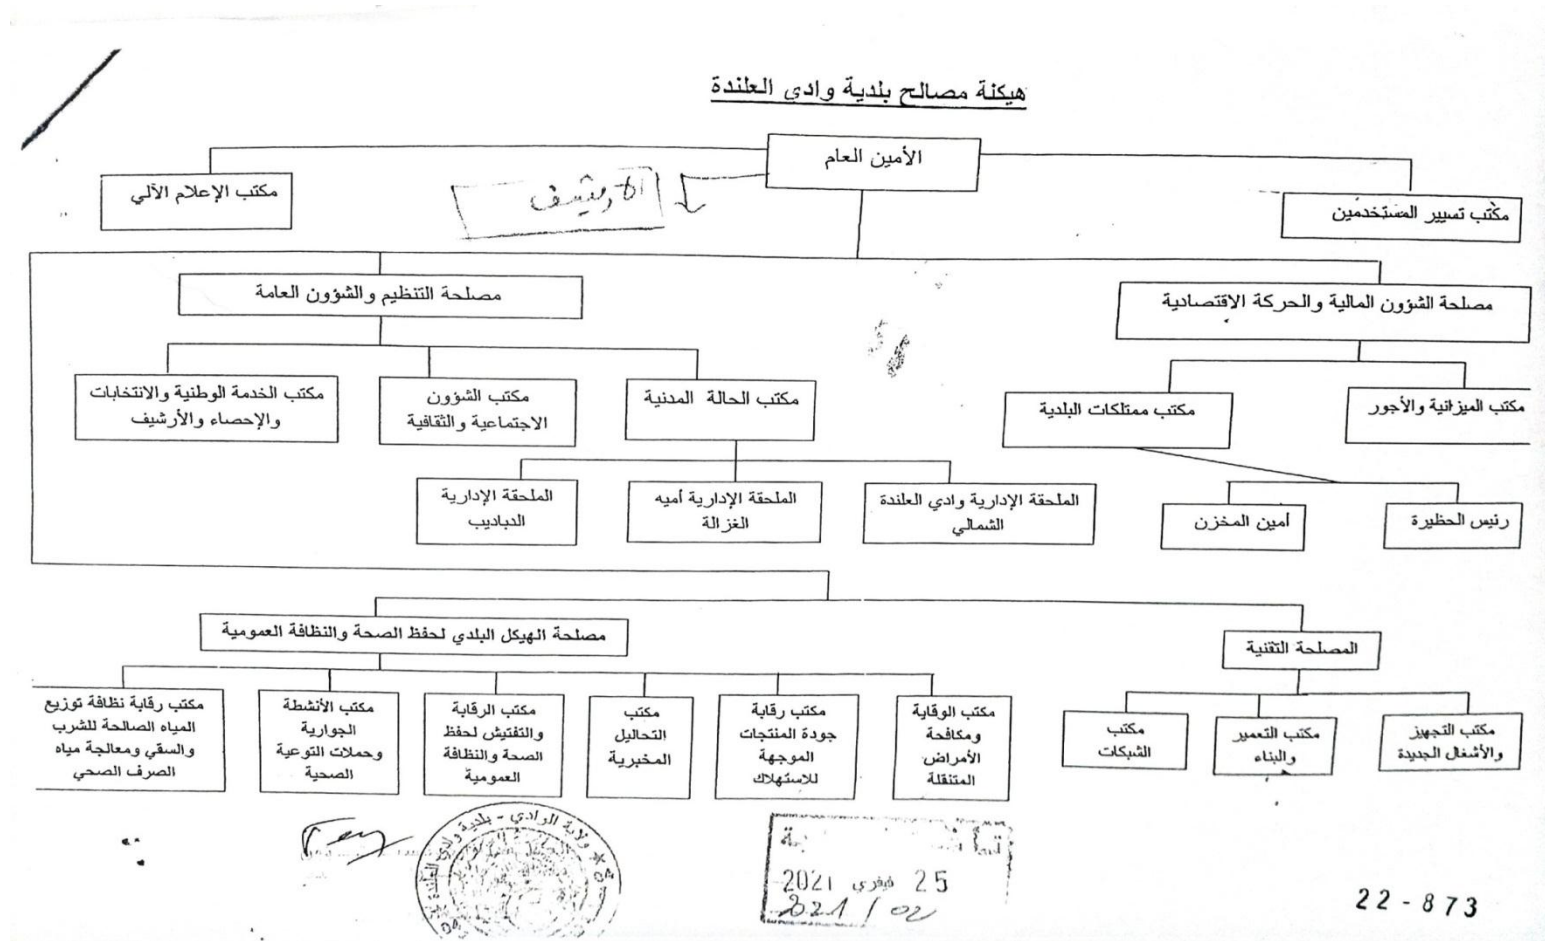 هيكلة مصالح بلدية وادي العلندة
الأمين العام
مكتب تسيير المستخدمين
الأرشيف
مكتب الإعلام الآلي
مصلحة الشؤون المالية والحركة الإقتصادية
مصلحة التنظيم والشؤون العامة
مكتب الميزانية والأجور
مكتب ممتلكات البلدية
مكتب الحالة المدنية
مكتب الشؤون
الاجتماعية والثقافية
مكتب الخدمة الوطنية والانتخابات
والإحصاء والأرشيف
رئيس الحظيرة
أمين المخزن
الملحقة الإدارية وادي العلندة
الشمالي
الملحقة الإدارية أميه
الغزالة
الملحقة الإدارية
الدباديب
المصلحة التقنية
مصلحة الهيكل البلدي لحفظ الصحة والنظافة العمومية
مكتب التجهيز
والأشغال الجديدة
مكتب التعمير
والبناء
مكتب
الشبكات
مكتب الوقاية
ومكافحة
الأمراض
المتنقلة
مكتب رقابة
جودة المنتجات
الموجهة
للاستهلاك
مكتب
التحاليل
المخبرية
مكتب الرقابة
والتفتيش لحفظ
الصحة والنظافة
العمومية
مكتب الأنشطة
الجوارية
وحملات التوعية
الصحية
مكتب رقابة نظافة توزيع
المياه الصالحة للشرب
والسقي ومعالجة مياه
الصرف الصحي
ولاية الوادي - بلدية وادي العلندة
25 فيفري 2021
2021/02
22-873